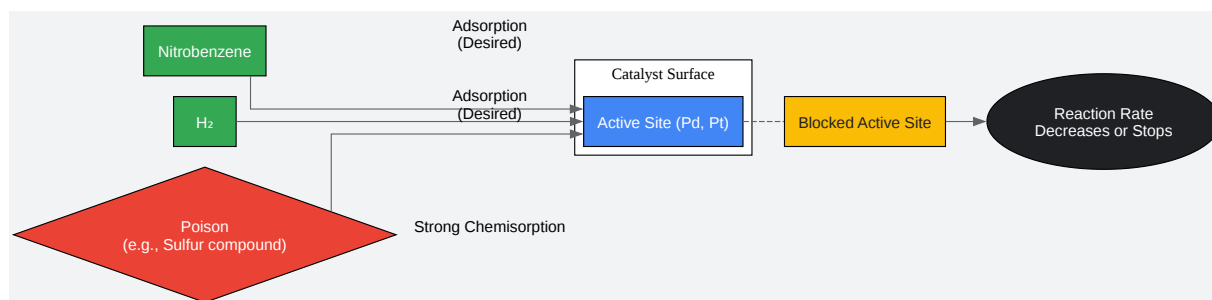 Adsorption
(Desired)
Nitrobenzene
Catalyst Surface
Adsorption
(Desired)
H₂
Active Site (Pd, Pt)
Blocked Active Site
Reaction Rate
Decreases or Stops
Poison
(e.g., Sulfur compound)
Strong Chemisorption